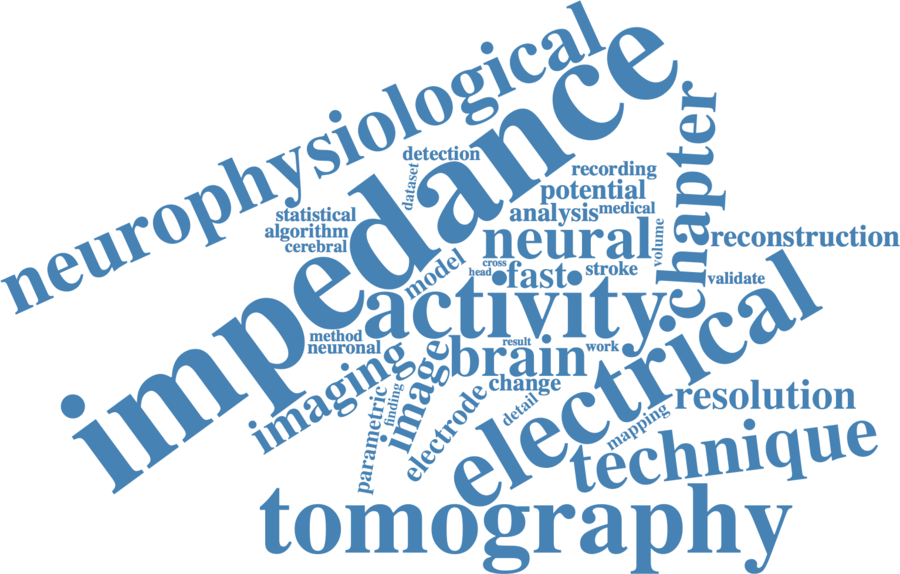 neurophysiological
impedance
chapter
detection
dataset
recording
potential
statistical
analysis
medical
algorithm
neural
volume
reconstruction
cerebral
model
cross
head
fast
stroke
validate
activity
method
neuronal
result
work
imaging
image
brain
change
electrical
finding
parametric
electrode
detail
mapping
resolution
technique
tomography